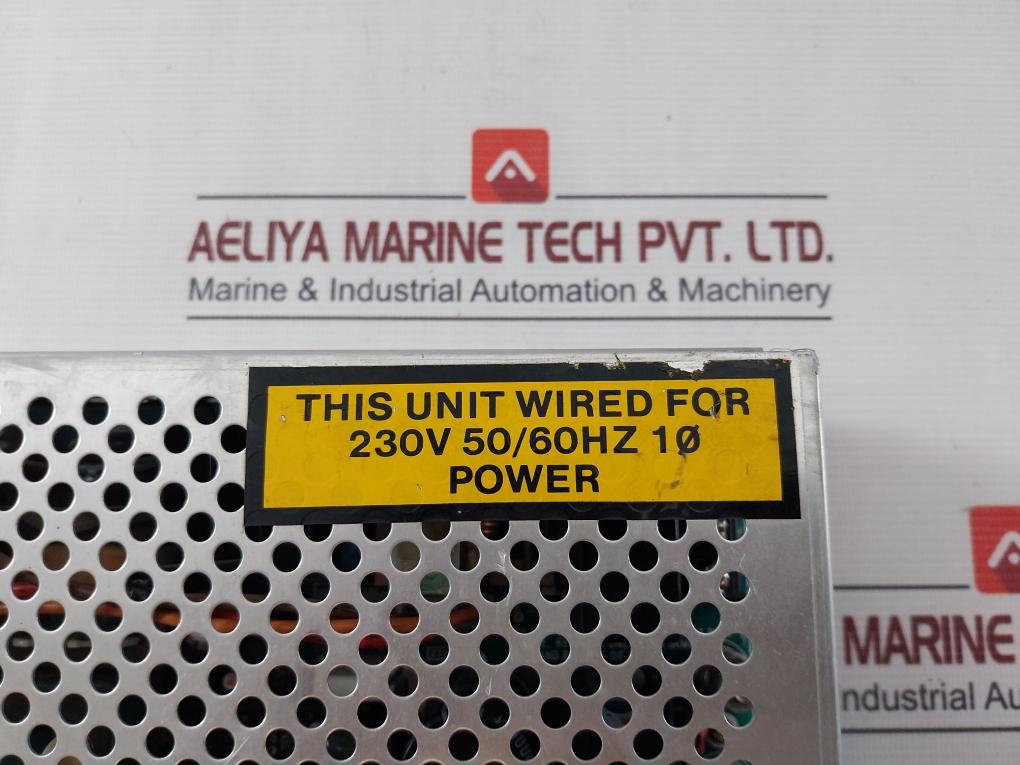 AELIYA MARINE TECH PVT. LTD.
Marine & Industrial Automation & Machinery
THIS UNIT WIRED FOR
230V 50/60HZ 1Ø
POWER
MARINE
ndustrial Au